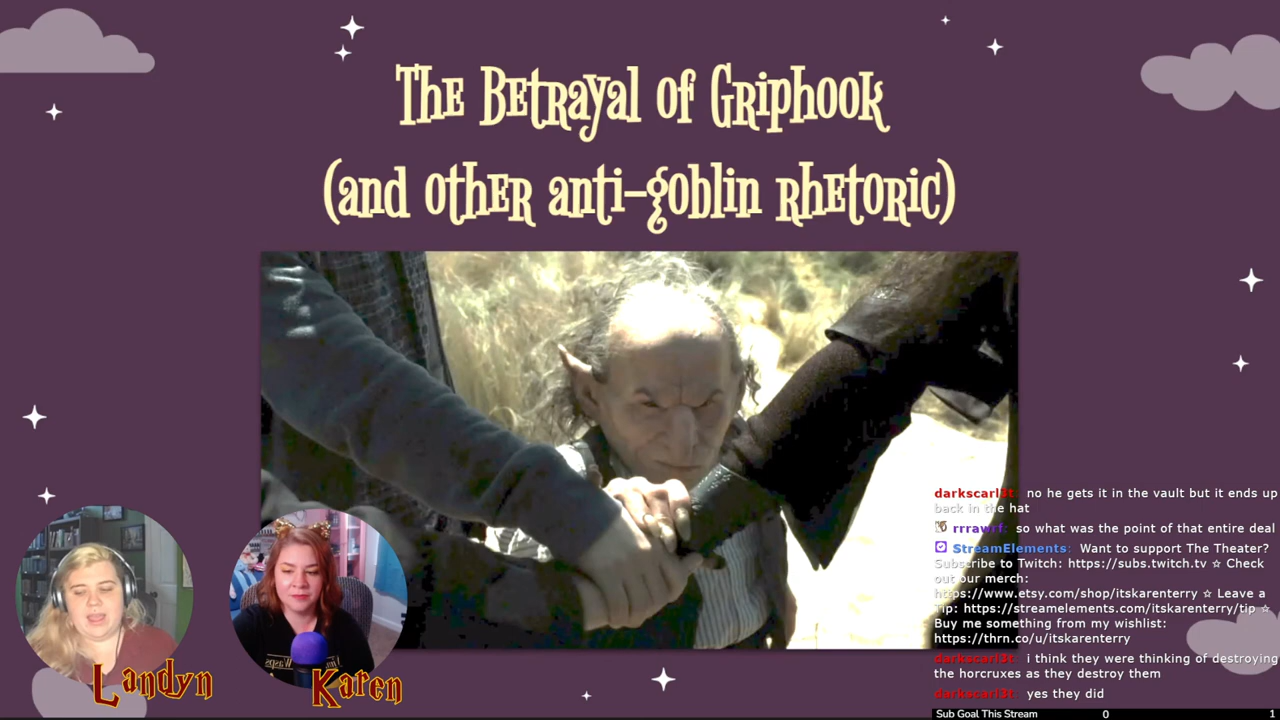 The Betrayal of Griphook
(and other anti-goblin rhetoric)
darkscarl3t: no he gets it in the vault but it ends up
back in the hat
rrrawrf: so what was the point of that entire deal
StreamElements: Want to support The Theater?
Subscribe to Twitch: https://subs.twitch.tv ☆ Check
out our merch:
https://www.etsy.com/shop/itskarenterry ☆ Leave a
Tip: https://streamelements.com/itskarenterry/tip ☆
Buy me something from my wishlist:
https://thrn.co/u/itskarenterry
darkscarl3t: i think they were thinking of destroying
the horcruxes as they destroy them
darkscarl3t: yes they did
Landyn
Karen
Sub Goal This Stream 0 1